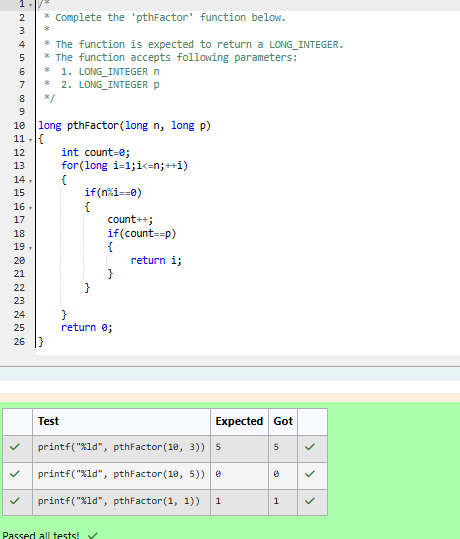 1 /*
2 * Complete the 'pthFactor' function below.
3 *
4 * The function is expected to return a LONG_INTEGER.
5 * The function accepts following parameters:
6 * 1. LONG_INTEGER n
7 * 2. LONG_INTEGER p
8 */
9
10 long pthFactor(long n, long p)
11 {
12 int count=0;
13 for(long i=1;i<=n;++i)
14 {
15 if(n%i==0)
16 {
17 count++;
18 if(count==p)
19 {
20 return i;
21 }
22 }
23
24 }
25 return 0;
26 }
Test Expected Got
✓ printf("%ld", pthFactor(10, 3)) 5 5 ✓
✓ printf("%ld", pthFactor(10, 5)) 0 0 ✓
✓ printf("%ld", pthFactor(1, 1)) 1 1 ✓
Passed all tests! ✓